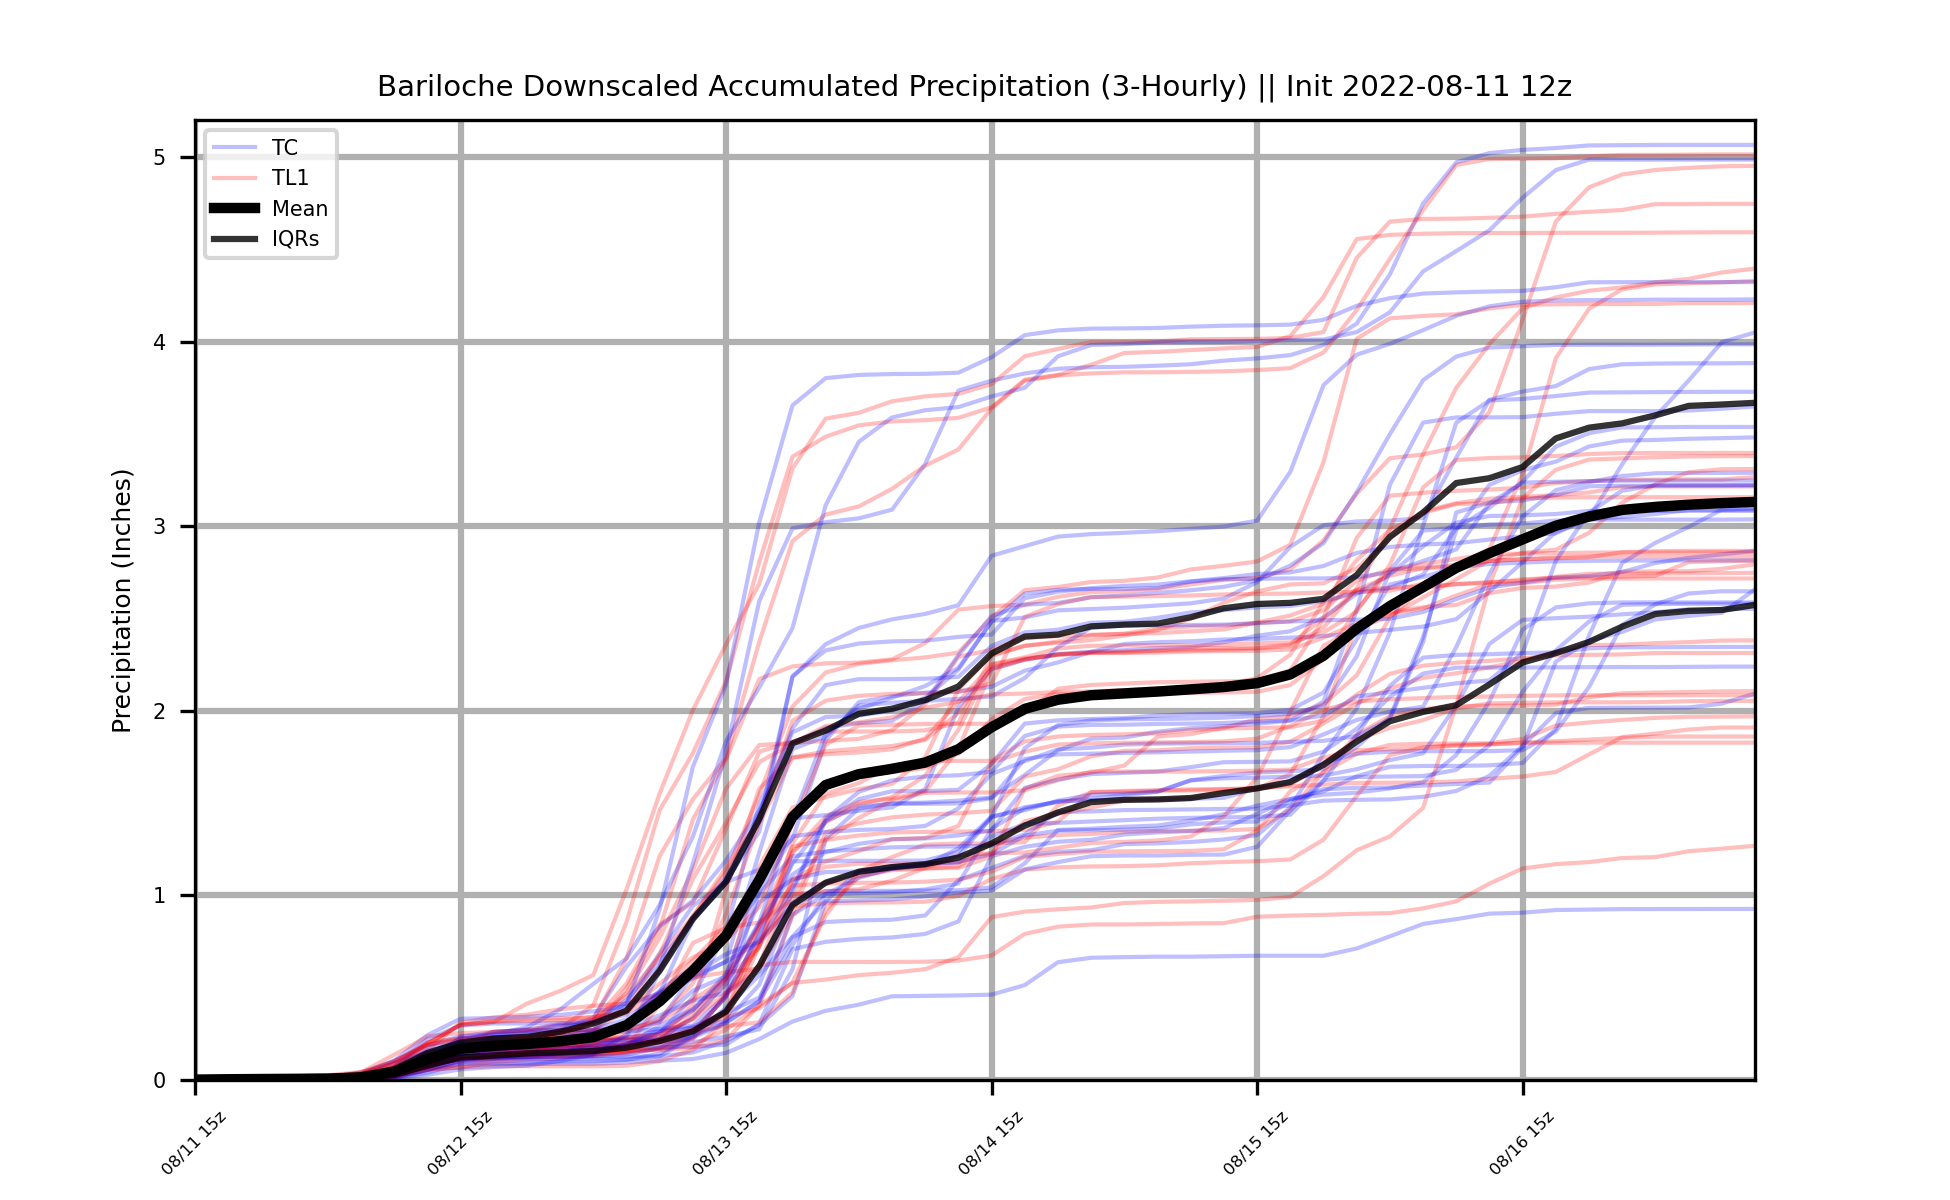 Bariloche Downscaled Accumulated Precipitation (3-Hourly) || Init 2022-08-11 12z
TC
TL1
Mean
IQRs
Precipitation (Inches)
5
4
3
2
1
0
08/11 15z
08/12 15z
08/13 15z
08/14 15z
08/15 15z
08/16 15z